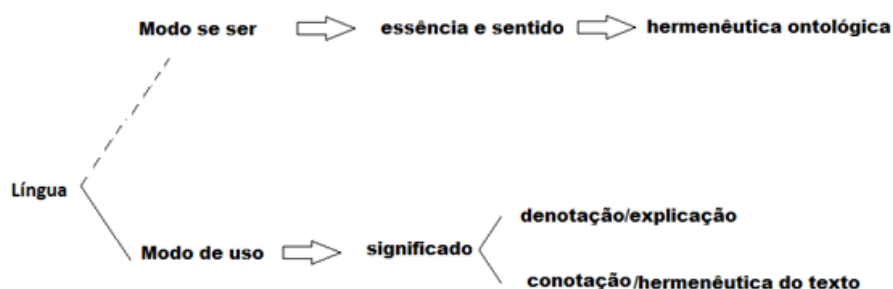 Modo se ser essência e sentido hermenêutica ontológica
Língua
denotação/explicação
Modo de uso significado
conotação/hermenêutica do texto